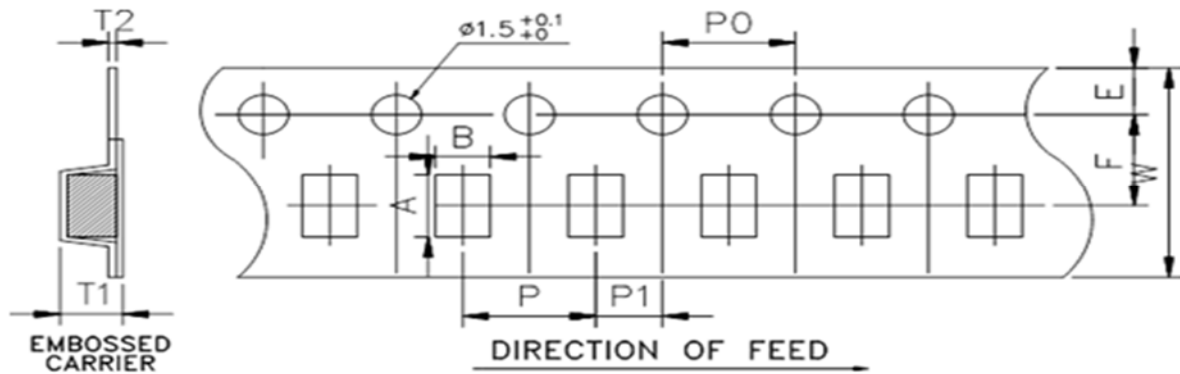 T2
ø1.5 +0.1 +0
P0
E
B
F
W
A
T1
P
P1
EMBOSSED
CARRIER
DIRECTION OF FEED